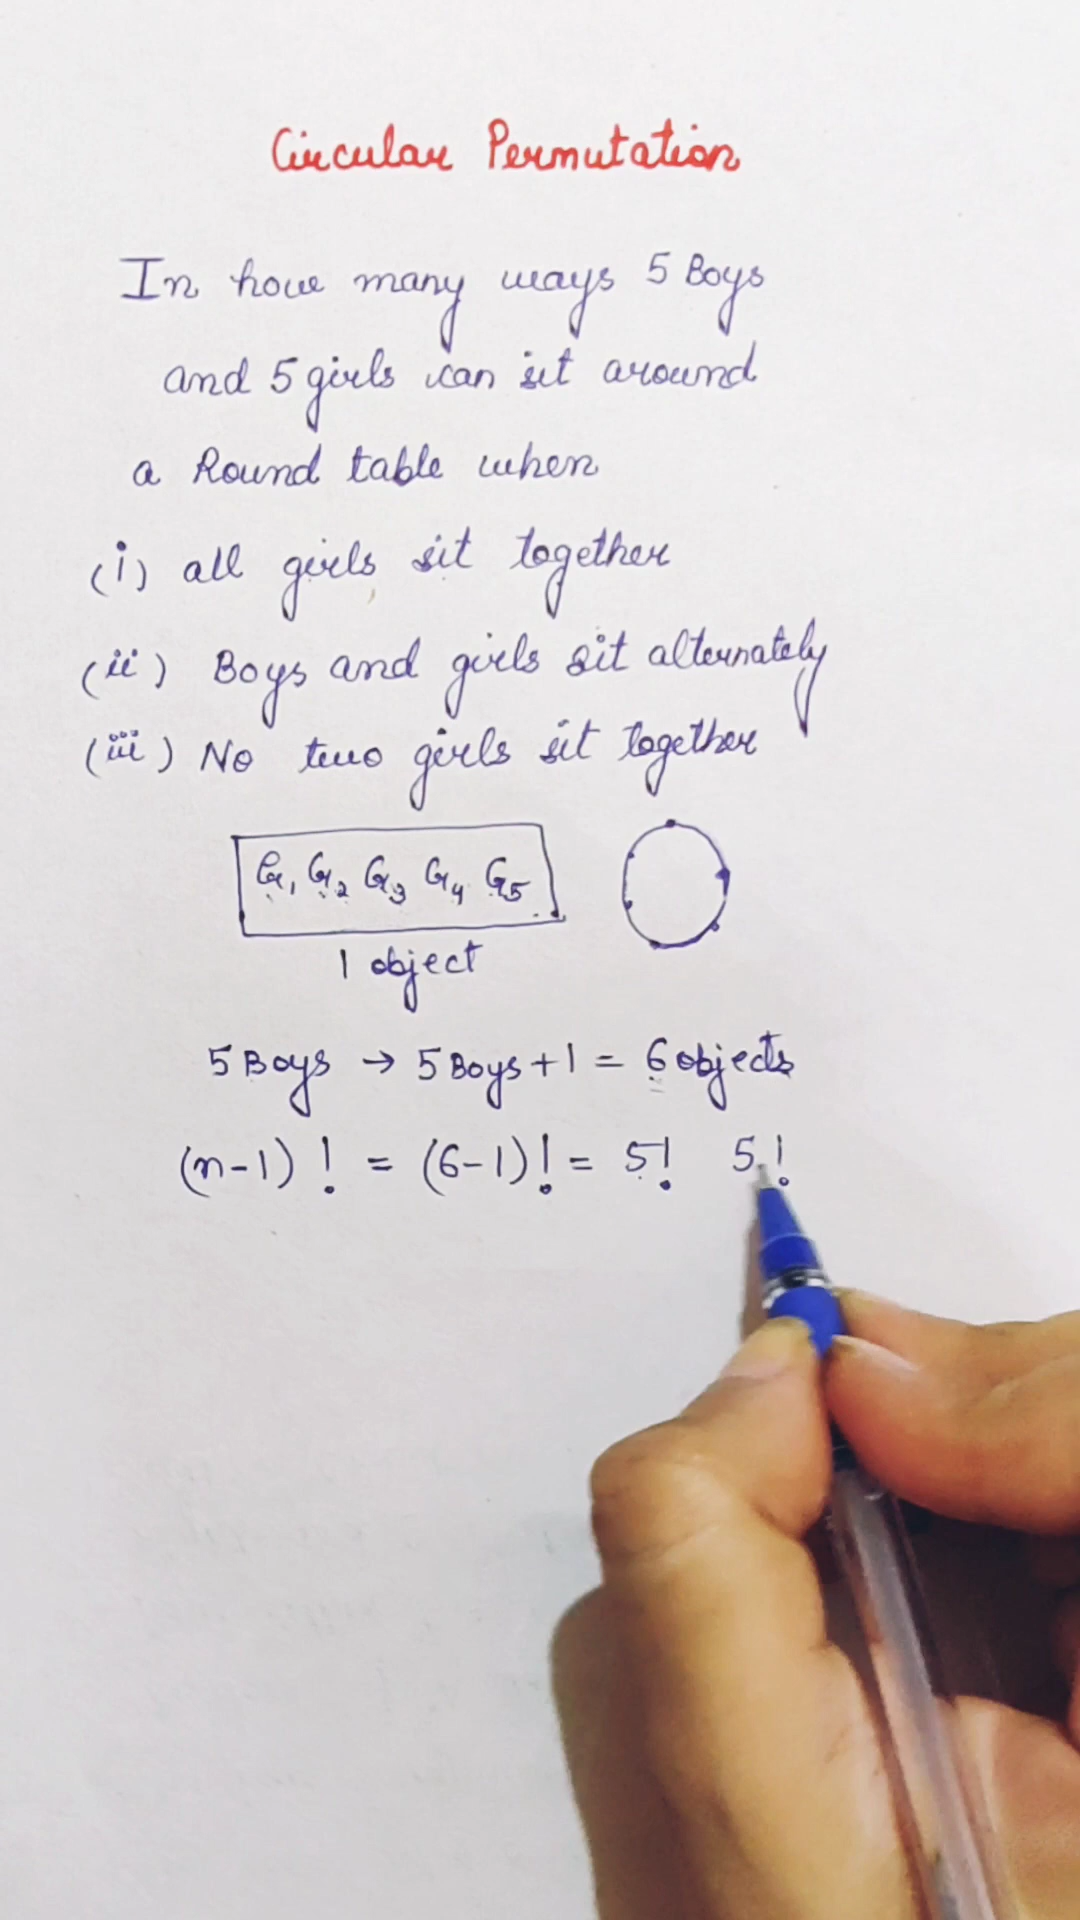 Circular Permutation
In how many ways 5 Boys
and 5 girls can sit around
a Round table when
(i) all girls sit together
(ii) Boys and girls sit alternately
(iii) No two girls sit together
G1 G2 G3 G4 G5
1 object
5 Boys → 5 Boys + 1 = 6 objects
(n-1)! = (6-1)! = 5! 5!